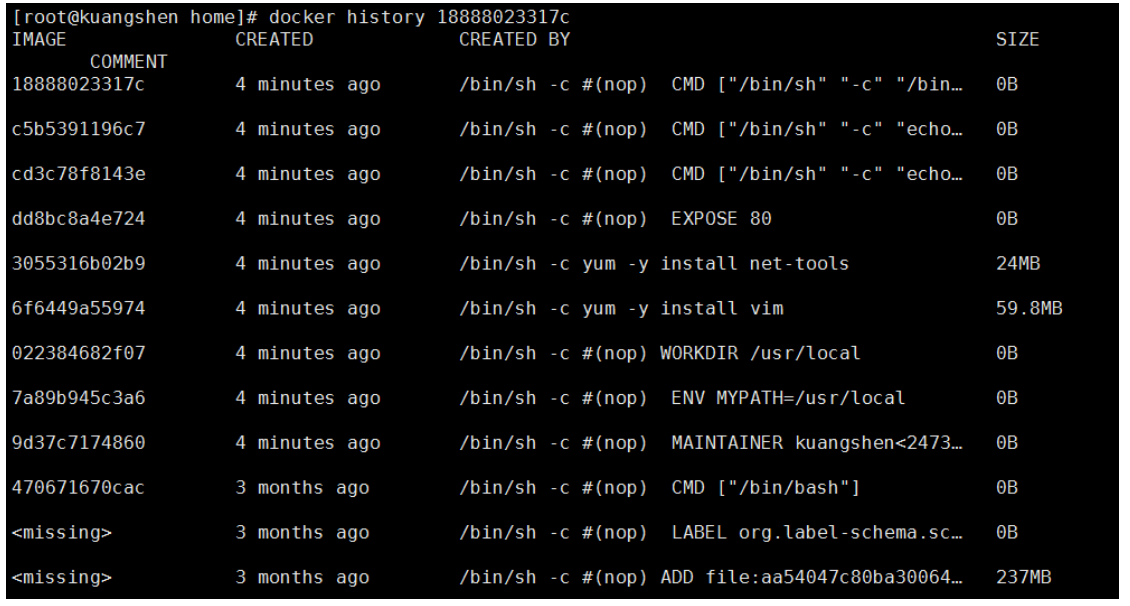 [root@kuangshen home]# docker history 18888023317c
IMAGE CREATED CREATED BY SIZE
COMMENT
18888023317c 4 minutes ago /bin/sh -c #(nop) CMD ["/bin/sh" "-c" "/bin… 0B
c5b5391196c7 4 minutes ago /bin/sh -c #(nop) CMD ["/bin/sh" "-c" "echo… 0B
cd3c78f8143e 4 minutes ago /bin/sh -c #(nop) CMD ["/bin/sh" "-c" "echo… 0B
dd8bc8a4e724 4 minutes ago /bin/sh -c #(nop) EXPOSE 80 0B
3055316b02b9 4 minutes ago /bin/sh -c yum -y install net-tools 24MB
6f6449a55974 4 minutes ago /bin/sh -c yum -y install vim 59.8MB
022384682f07 4 minutes ago /bin/sh -c #(nop) WORKDIR /usr/local 0B
7a89b945c3a6 4 minutes ago /bin/sh -c #(nop) ENV MYPATH=/usr/local 0B
9d37c7174860 4 minutes ago /bin/sh -c #(nop) MAINTAINER kuangshen<2473… 0B
470671670cac 3 months ago /bin/sh -c #(nop) CMD ["/bin/bash"] 0B
<missing> 3 months ago /bin/sh -c #(nop) LABEL org.label-schema.sc… 0B
<missing> 3 months ago /bin/sh -c #(nop) ADD file:aa54047c80ba30064… 237MB